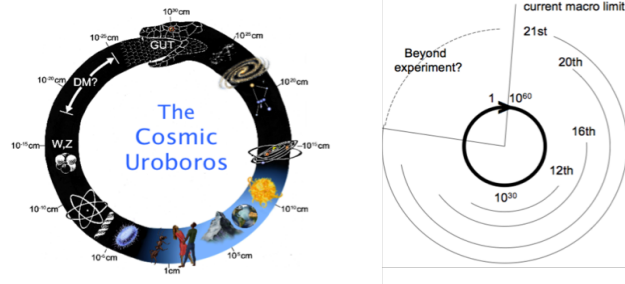 10³⁰cm
GUT
10⁻²⁵cm
10²⁵cm
10⁻²⁰cm
DM?
10²⁰cm
The
Cosmic
Uroboros
10⁻¹⁵cm
W,Z
10¹⁵cm
10⁻¹⁰cm
10¹⁰cm
10⁻⁵cm
10⁵cm
1cm
current macro limit
21st
Beyond
experiment?
20th
1
10⁶⁰
16th
12th
10³⁰